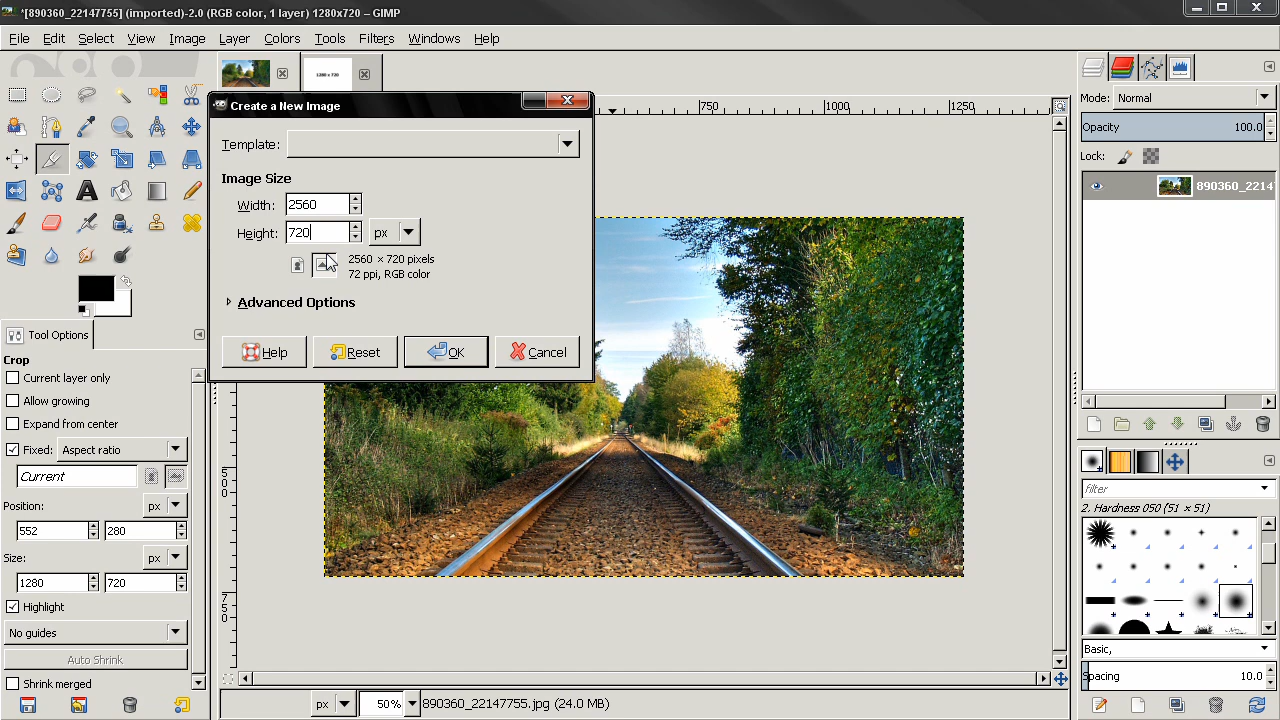 *[890360_22147755] (imported)-2.0 (RGB color, 1 layer) 1280x720 – GIMP
File Edit Select View Image Layer Colors Tools Filters Windows Help
1280 x 720
750 1000 1250
Create a New Image
Template:
Image Size
Width: 2560
Height: 720 px
2560 × 720 pixels
72 ppi, RGB color
Advanced Options
Help Reset OK Cancel
500
750
Tool Options
Crop
Current layer only
Allow growing
Expand from center
Fixed: Aspect ratio
Current
Position: px
552 280
Size: px
1280 720
Highlight
No guides
Auto Shrink
Shrink merged
px 50% 890360_22147755.jpg (24.0 MB)
Mode: Normal
Opacity 100.0
Lock:
890360_2214
filter
2. Hardness 050 (51 × 51)
Basic,
Spacing 10.0